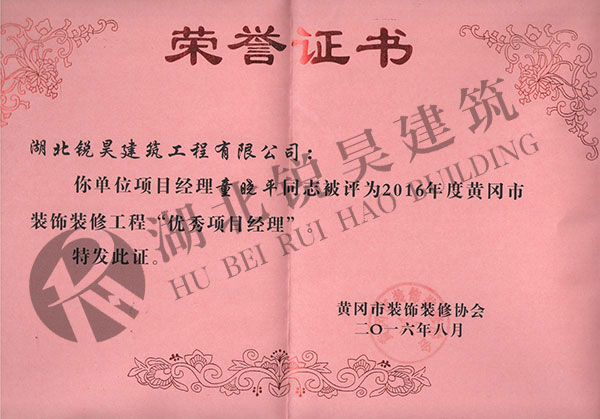 荣誉证书
湖北锐昊建筑工程有限公司：
你单位项目经理童晓平同志被评为2016年度黄冈市
装饰装修工程“优秀项目经理”。
特发此证。
黄冈市装饰装修协会
二〇一六年八月
湖北锐昊建筑
HU BEI RUI HAO BUILDING